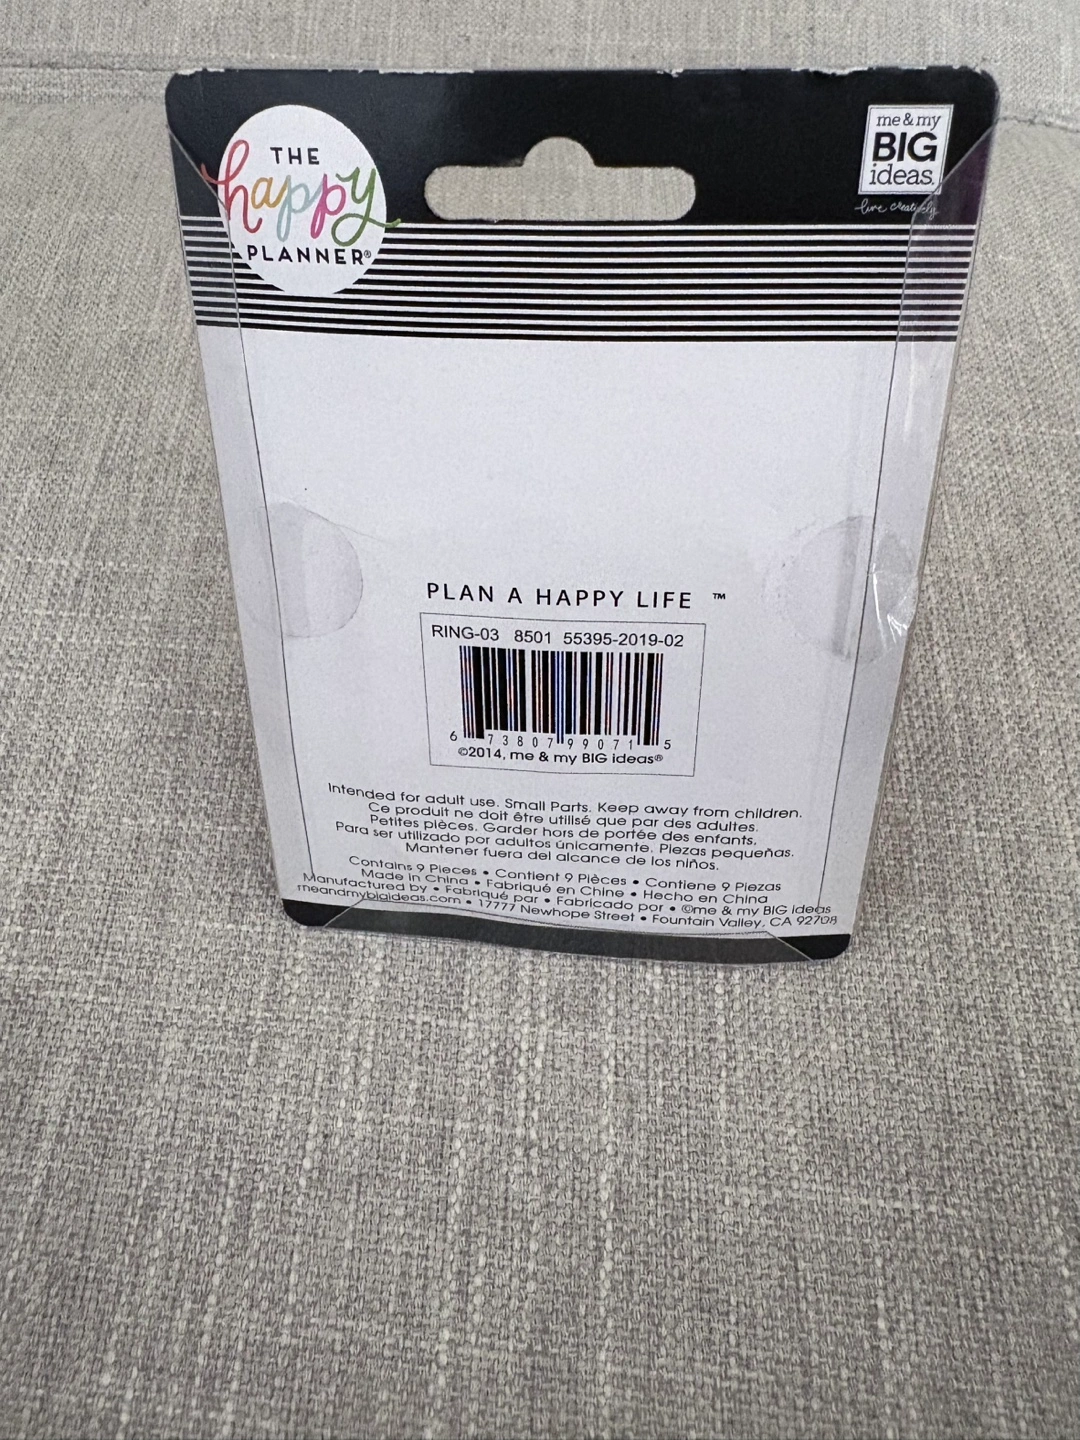 THE
happy
PLANNER®
me & my
BIG
ideas.
live creatively
PLAN A HAPPY LIFE ™
RING-03 8501 55395-2019-02
6 73807 99071 5
©2014, me & my BIG ideas®
Intended for adult use. Small Parts. Keep away from children.
Ce produit ne doit être utilisé que par des adultes.
Petites pièces. Garder hors de portée des enfants.
Para ser utilizado por adultos únicamente. Piezas pequeñas.
Mantener fuera del alcance de los niños.
Contains 9 Pieces • Contient 9 Pièces • Contiene 9 Piezas
Made in China • Fabriqué en Chine • Hecho en China
Manufactured by • Fabriqué par • Fabricado por • ©me & my BIG ideas
meandmybigideas.com • 17777 Newhope Street • Fountain Valley, CA 92708